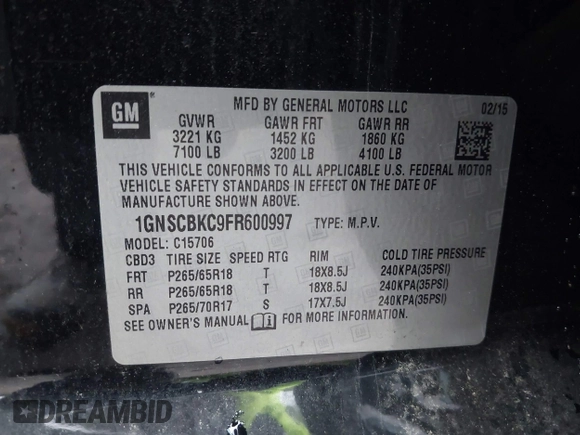 GM
MFD BY GENERAL MOTORS LLC 02/15
GVWR GAWR FRT GAWR RR
3221 KG 1452 KG 1860 KG
7100 LB 3200 LB 4100 LB
THIS VEHICLE CONFORMS TO ALL APPLICABLE U.S. FEDERAL MOTOR
VEHICLE SAFETY STANDARDS IN EFFECT ON THE DATE OF
MANUFACTURE SHOWN ABOVE.
1GNSCBKC9FR600997 TYPE: M.P.V.
MODEL: C15706
CBD3 TIRE SIZE SPEED RTG RIM COLD TIRE PRESSURE
FRT P265/65R18 T 18X8.5J 240KPA(35PSI)
RR P265/65R18 T 18X8.5J 240KPA(35PSI)
SPA P265/70R17 S 17X7.5J 240KPA(35PSI)
SEE OWNER'S MANUAL FOR MORE INFORMATION.
DREAMBID